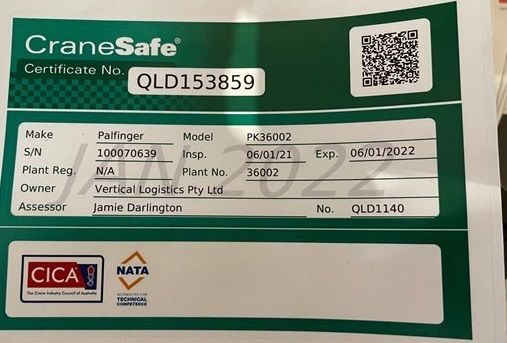 CraneSafe®
Certificate No. QLD153859
Make Palfinger Model PK36002
S/N 100070639 Insp. 06/01/21 Exp. 06/01/2022
Plant Reg. N/A Plant No. 36002
Owner Vertical Logistics Pty Ltd
Assessor Jamie Darlington No. QLD1140
JAN 2022
CICA
The Crane Industry Council of Australia
NATA
ACCREDITED FOR
TECHNICAL
COMPETENCE